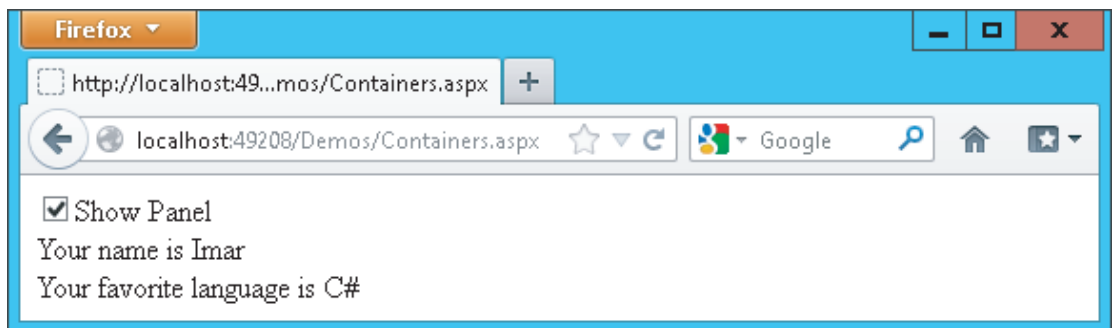 Firefox
http://localhost:49...mos/Containers.aspx
localhost:49208/Demos/Containers.aspx
Google
Show Panel
Your name is Imar
Your favorite language is C#